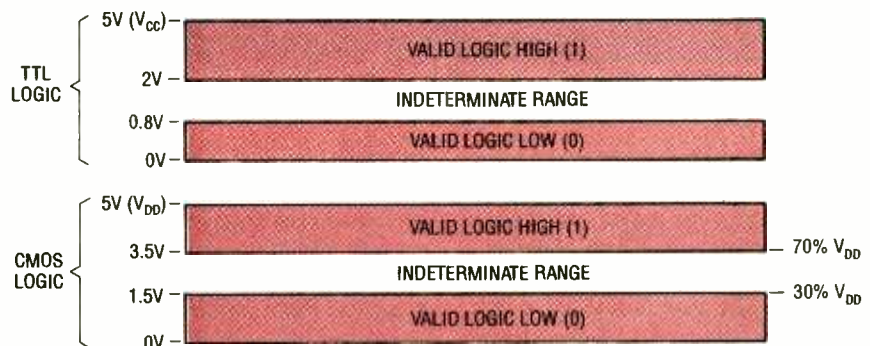 5V (VCC)
VALID LOGIC HIGH (1)
TTL
LOGIC
2V
INDETERMINATE RANGE
0.8V
VALID LOGIC LOW (0)
0V
5V (VDD)
VALID LOGIC HIGH (1)
3.5V
70% VDD
CMOS
LOGIC
INDETERMINATE RANGE
1.5V
30% VDD
VALID LOGIC LOW (0)
0V